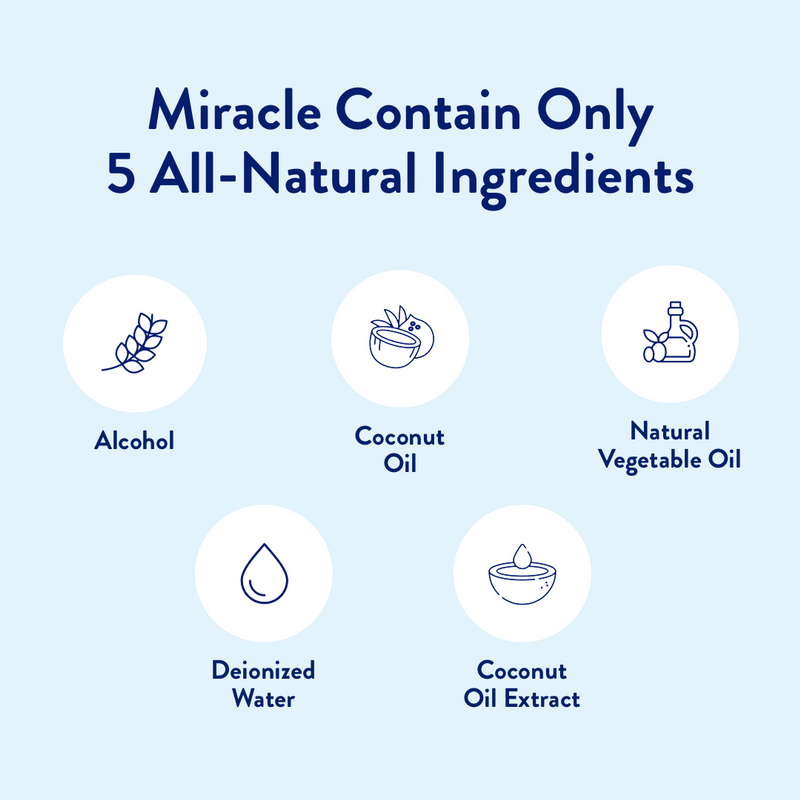 Miracle Contain Only
5 All-Natural Ingredients
Alcohol
Coconut
Oil
Natural
Vegetable Oil
Deionized
Water
Coconut
Oil Extract